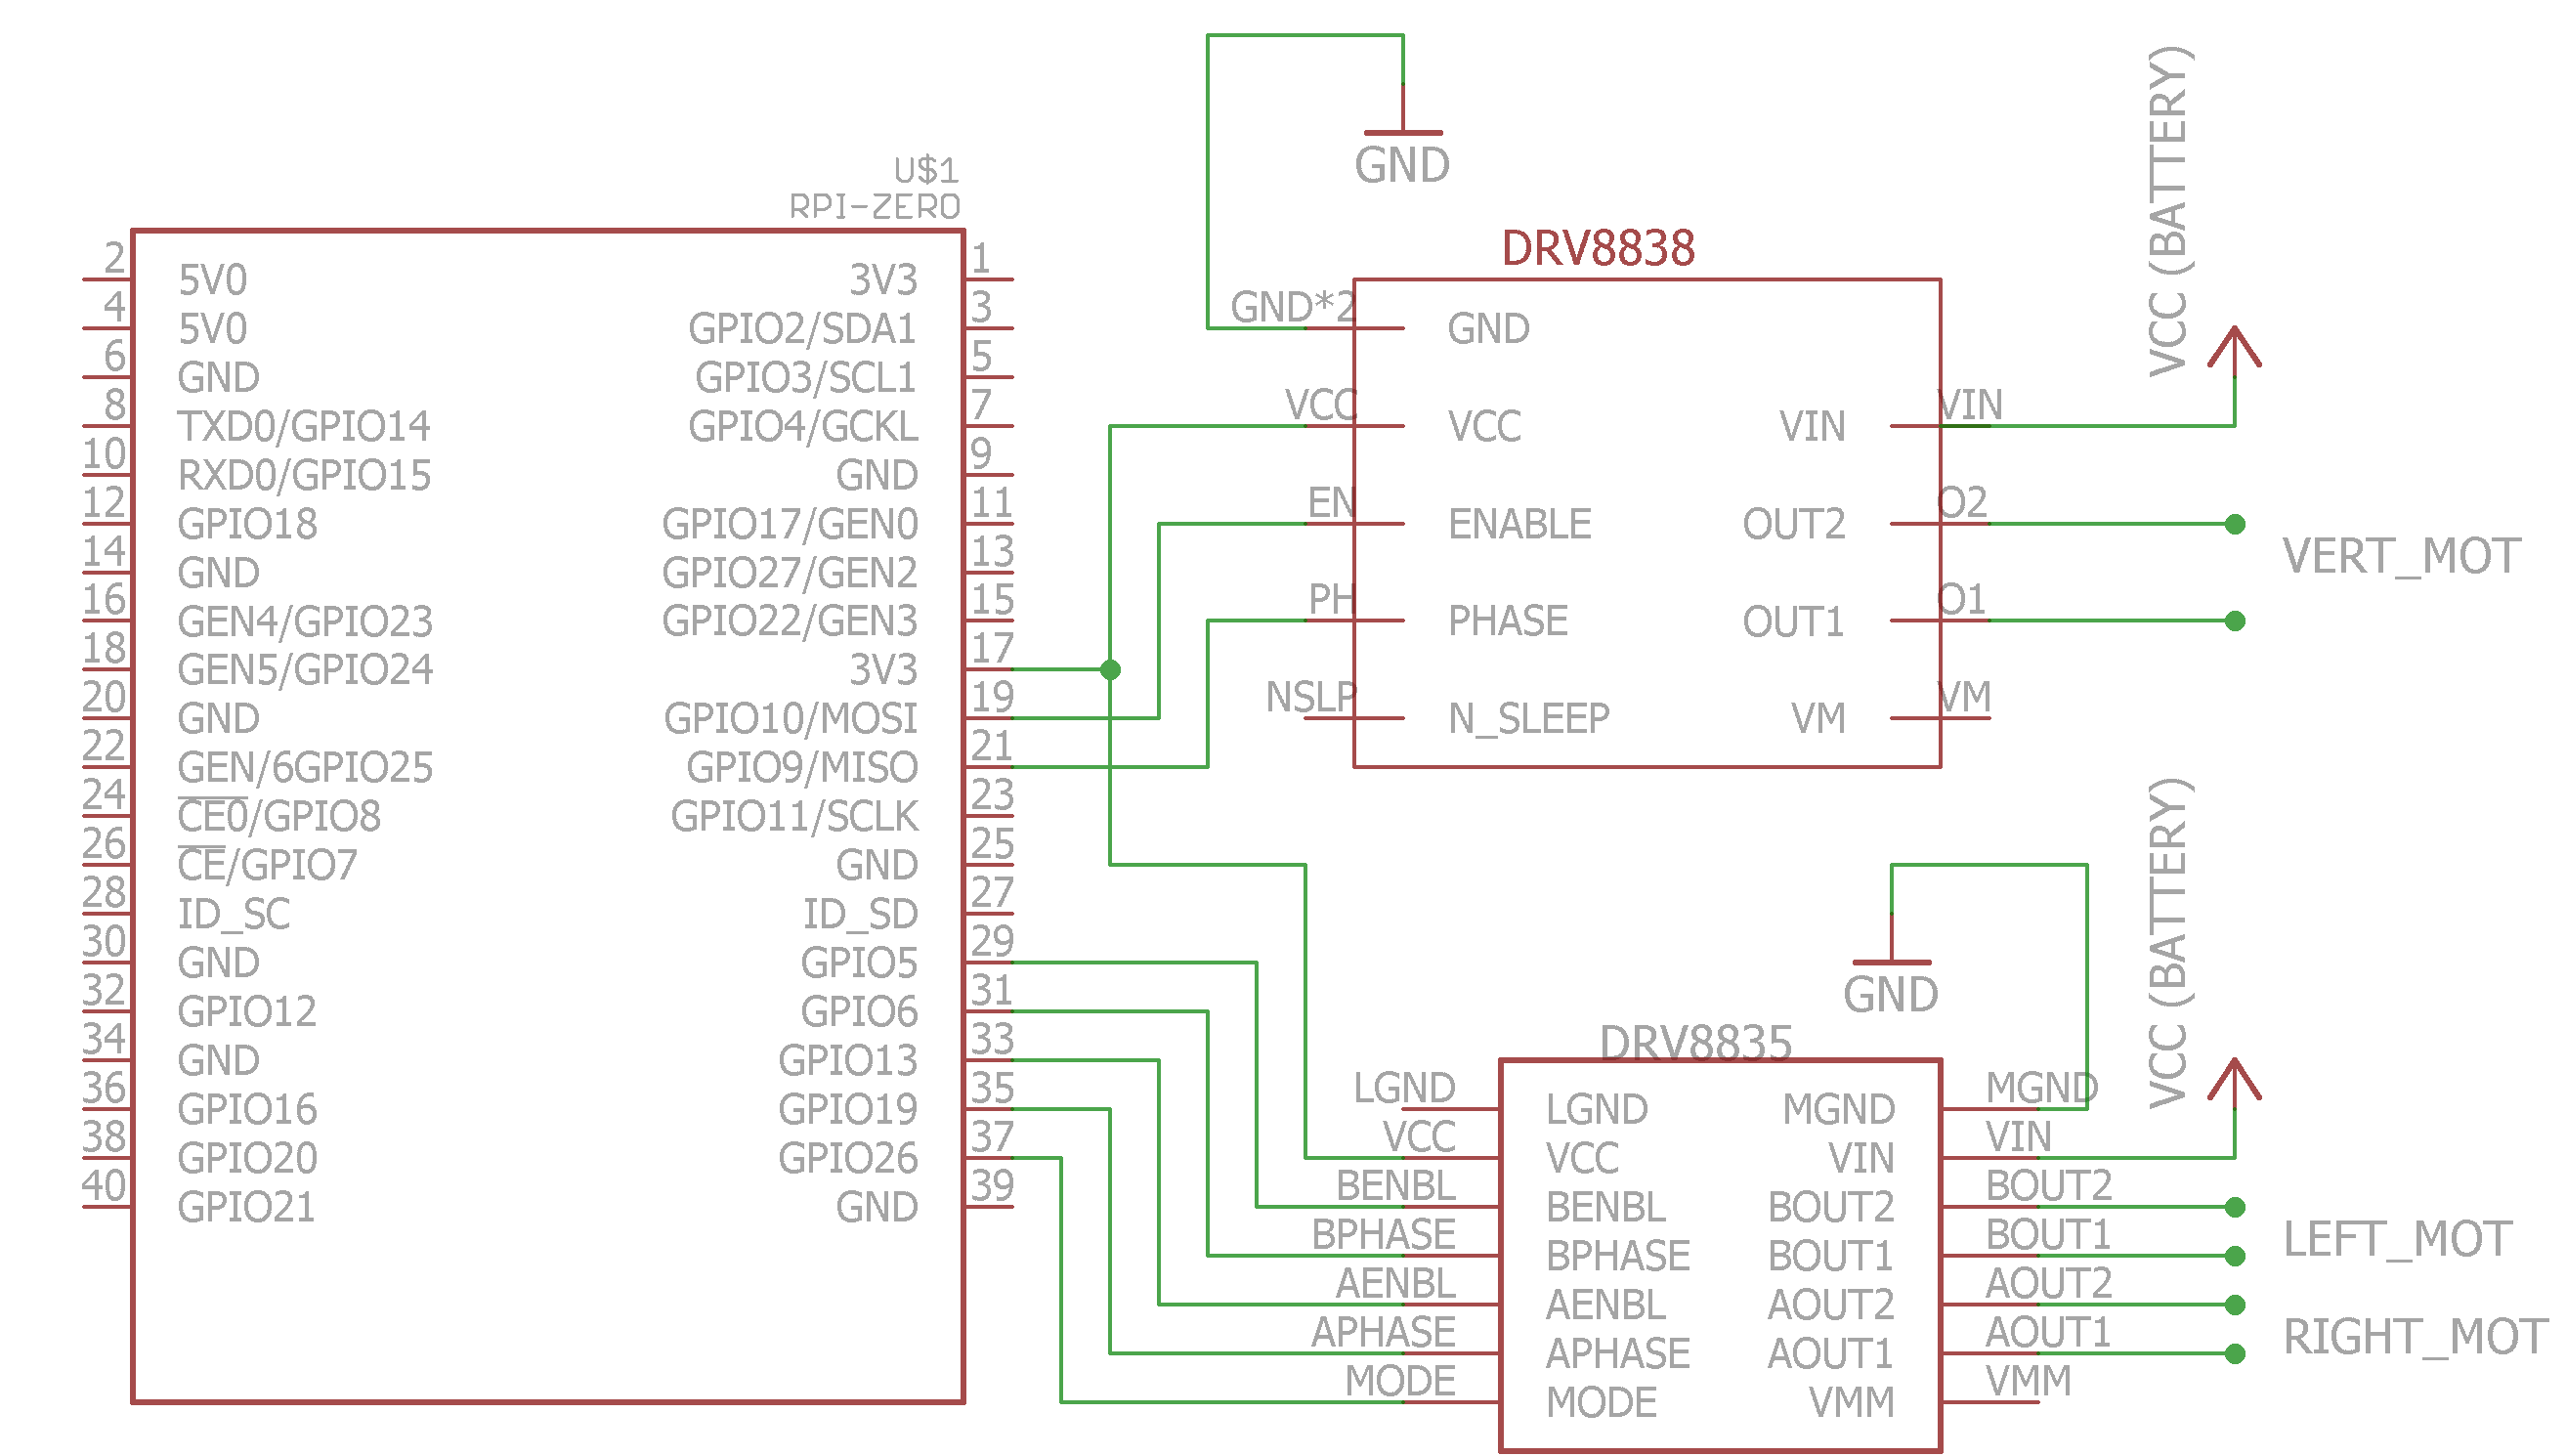 U$1
RPI-ZERO
2 5V0 3V3 1
4 5V0 GPIO2/SDA1 3
6 GND GPIO3/SCL1 5
8 TXD0/GPIO14 GPIO4/GCKL 7
10 RXD0/GPIO15 GND 9
12 GPIO18 GPIO17/GEN0 11
14 GND GPIO27/GEN2 13
16 GEN4/GPIO23 GPIO22/GEN3 15
18 GEN5/GPIO24 3V3 17
20 GND GPIO10/MOSI 19
22 GEN/6GPIO25 GPIO9/MISO 21
24 CE0/GPIO8 GPIO11/SCLK 23
26 CE/GPIO7 GND 25
28 ID_SC ID_SD 27
30 GND GPIO5 29
32 GPIO12 GPIO6 31
34 GND GPIO13 33
36 GPIO16 GPIO19 35
38 GPIO20 GPIO26 37
40 GPIO21 GND 39
GND
DRV8838
GND*2 GND
VCC VCC VIN VIN
EN ENABLE OUT2 O2
PH PHASE OUT1 O1
NSLP N_SLEEP VM VM
VCC (BATTERY)
VERT_MOT
GND
DRV8835
LGND LGND MGND MGND
VCC VCC VIN VIN
BENBL BENBL BOUT2 BOUT2
BPHASE BPHASE BOUT1 BOUT1
AENBL AENBL AOUT2 AOUT2
APHASE APHASE AOUT1 AOUT1
MODE MODE VMM VMM
VCC (BATTERY)
LEFT_MOT
RIGHT_MOT